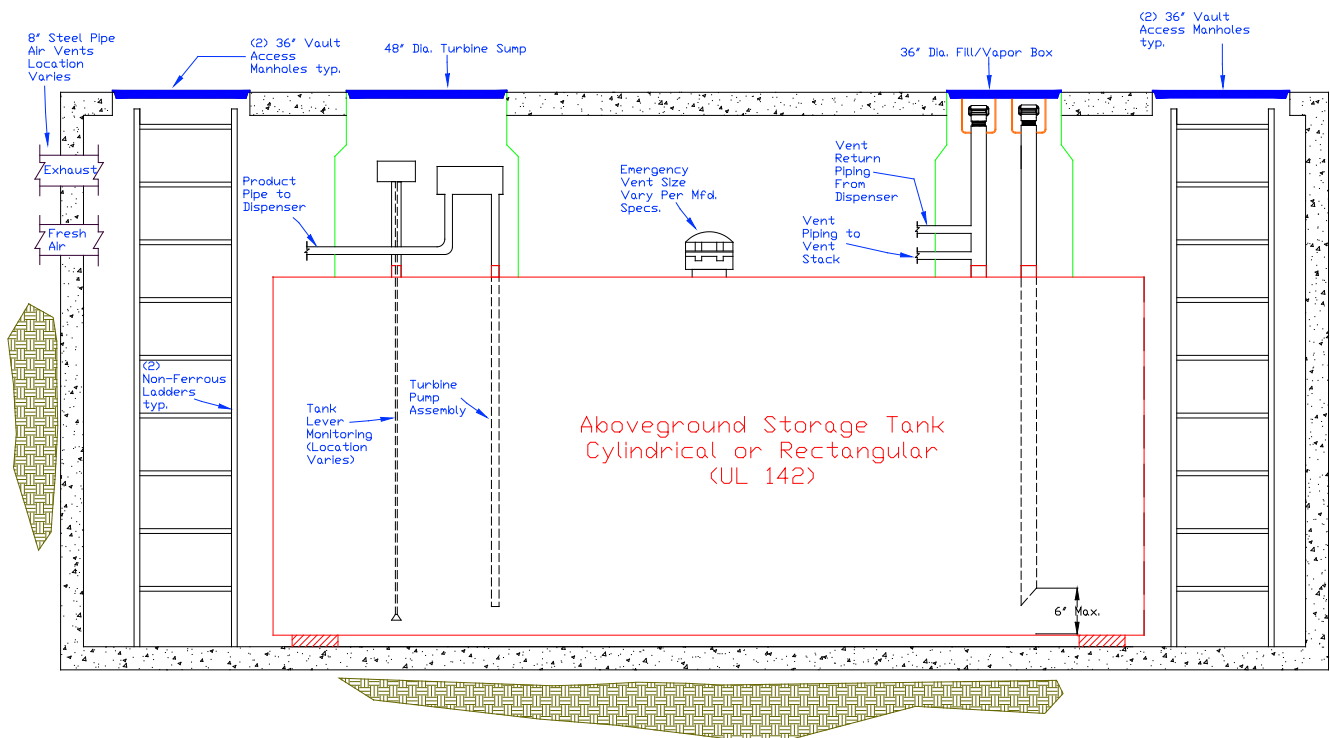 8" Steel Pipe
Air Vents
Location
Varies
(2) 36" Vault
Access
Manholes typ.
48" Dia. Turbine Sump
36" Dia. Fill/Vapor Box
(2) 36" Vault
Access Manholes
typ.
Exhaust
Fresh
Air
Product
Pipe to
Dispenser
Emergency
Vent Size
Vary Per Mfd.
Specs.
Vent
Return
Piping
From
Dispenser
Vent
Piping to
Vent
Stack
(2)
Non-Ferrous
Ladders
typ.
Tank
Lever
Monitoring
(Location
Varies)
Turbine
Pump
Assembly
Aboveground Storage Tank
Cylindrical or Rectangular
(UL 142)
6" Max.